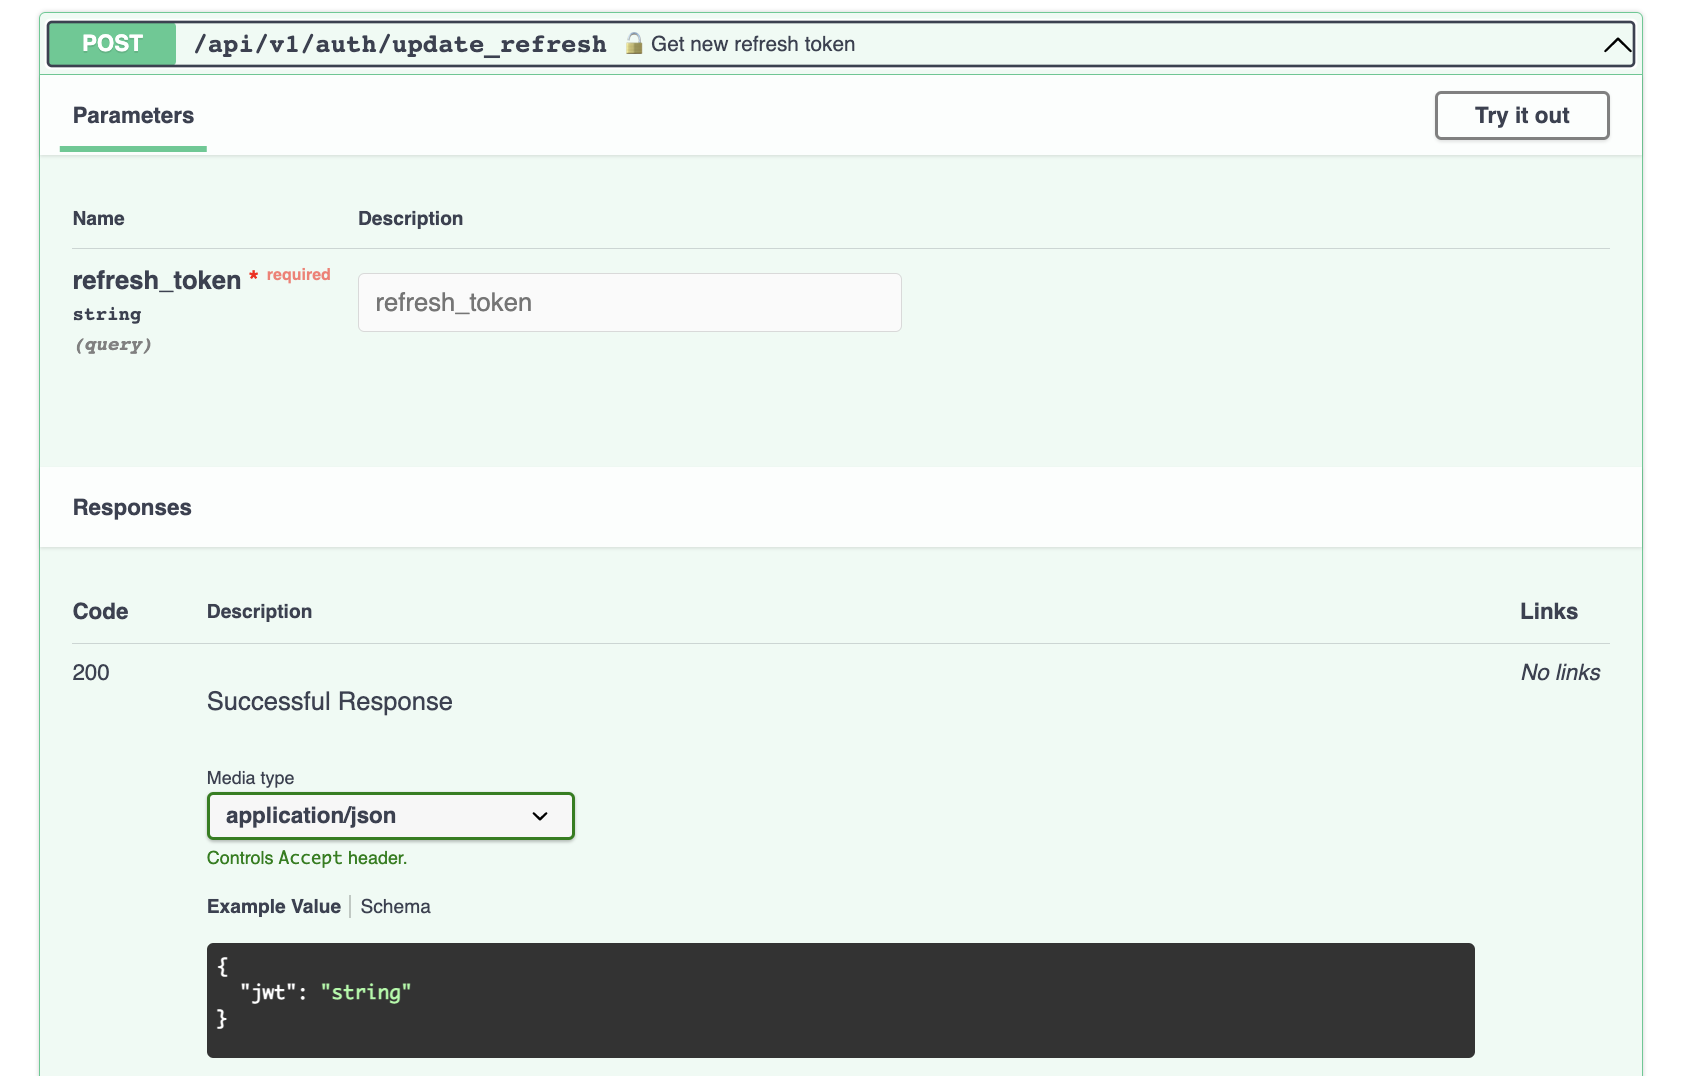 POST /api/v1/auth/update_refresh Get new refresh token
Parameters
Try it out
Name Description
refresh_token * required
string
(query)
refresh_token
Responses
Code Description Links
200
Successful Response
No links
Media type
application/json
Controls Accept header.
Example Value Schema
{
  "jwt": "string"
}